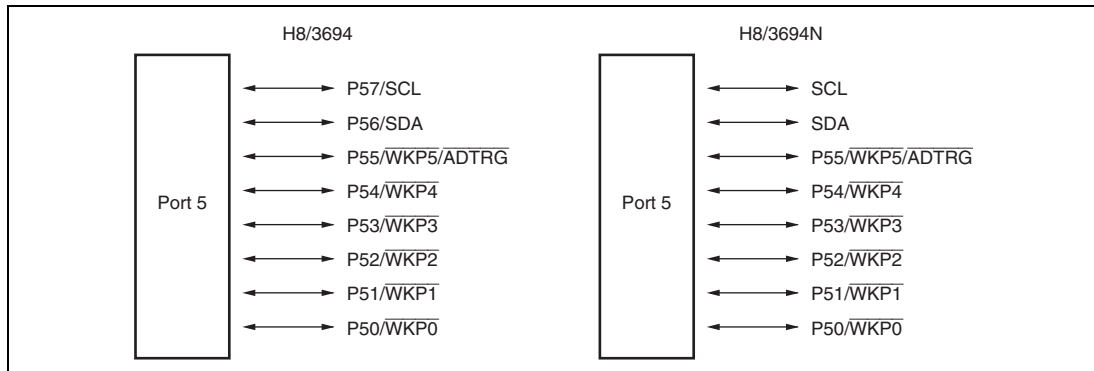 H8/3694
Port 5
P57/SCL
P56/SDA
P55/WKP5/ADTRG
P54/WKP4
P53/WKP3
P52/WKP2
P51/WKP1
P50/WKP0
H8/3694N
Port 5
SCL
SDA
P55/WKP5/ADTRG
P54/WKP4
P53/WKP3
P52/WKP2
P51/WKP1
P50/WKP0